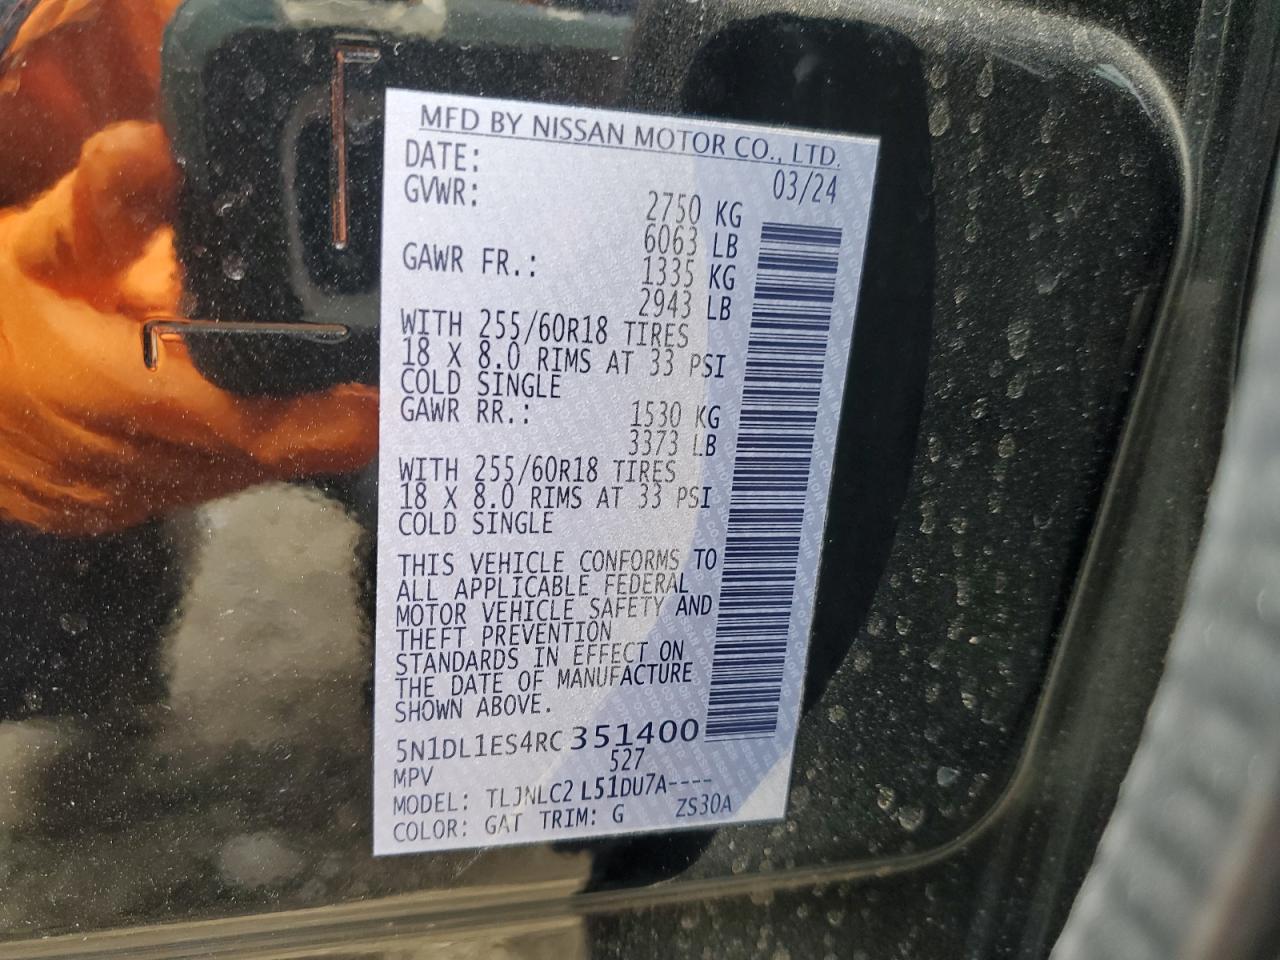 MFD BY NISSAN MOTOR CO., LTD.
DATE: 03/24
GVWR: 2750 KG
6063 LB
GAWR FR.: 1335 KG
2943 LB
WITH 255/60R18 TIRES
18 X 8.0 RIMS AT 33 PSI
COLD SINGLE
GAWR RR.: 1530 KG
3373 LB
WITH 255/60R18 TIRES
18 X 8.0 RIMS AT 33 PSI
COLD SINGLE
THIS VEHICLE CONFORMS TO
ALL APPLICABLE FEDERAL
MOTOR VEHICLE SAFETY AND
THEFT PREVENTION
STANDARDS IN EFFECT ON
THE DATE OF MANUFACTURE
SHOWN ABOVE.
5N1DL1ES4RC 351400
MPV 527
MODEL: TLJNLC2 L51DU7A----
COLOR: GAT TRIM: G ZS30A